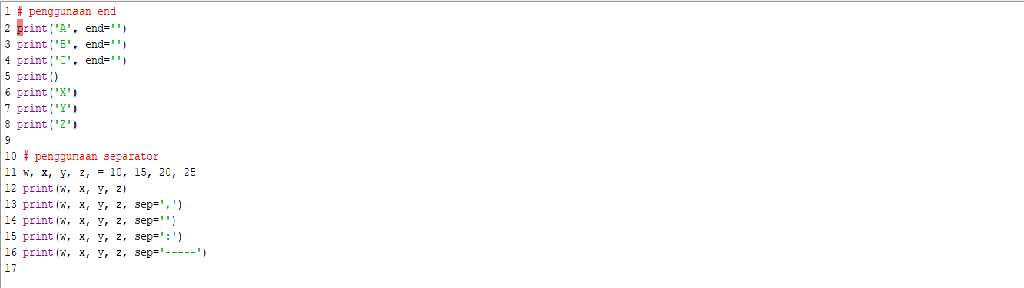 1 # penggunaan end
2 print('A', end='')
3 print('B', end='')
4 print('C', end='')
5 print()
6 print('X')
7 print('Y')
8 print('Z')
9
10 # penggunaan separator
11 w, x, y, z, = 10, 15, 20, 25
12 print(w, x, y, z)
13 print(w, x, y, z, sep=',')
14 print(w, x, y, z, sep='')
15 print(w, x, y, z, sep=':')
16 print(w, x, y, z, sep='-----')
17